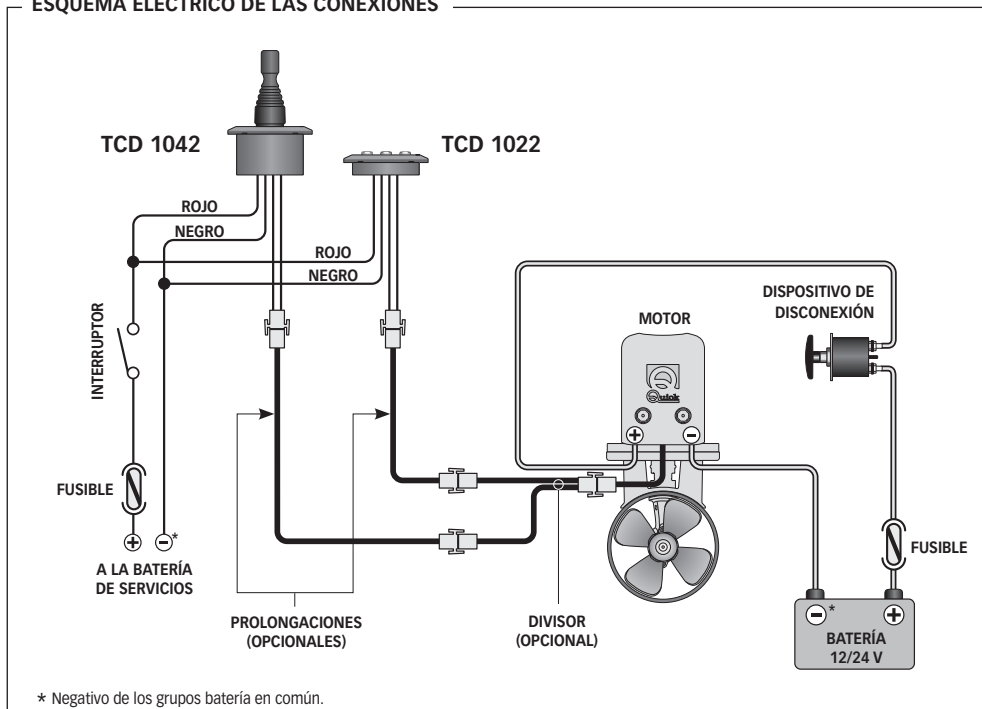 ESQUEMA ELÉCTRICO DE LAS CONEXIONES
TCD 1042
TCD 1022
ROJO
NEGRO
ROJO
NEGRO
INTERRUPTOR
FUSIBLE
+
- *
A LA BATERÍA
DE SERVICIOS
PROLONGACIONES
(OPCIONALES)
DIVISOR
(OPCIONAL)
MOTOR
Quick
+
-
DISPOSITIVO DE
DISCONEXIÓN
FUSIBLE
- *
+
BATERÍA
12/24 V
* Negativo de los grupos batería en común.